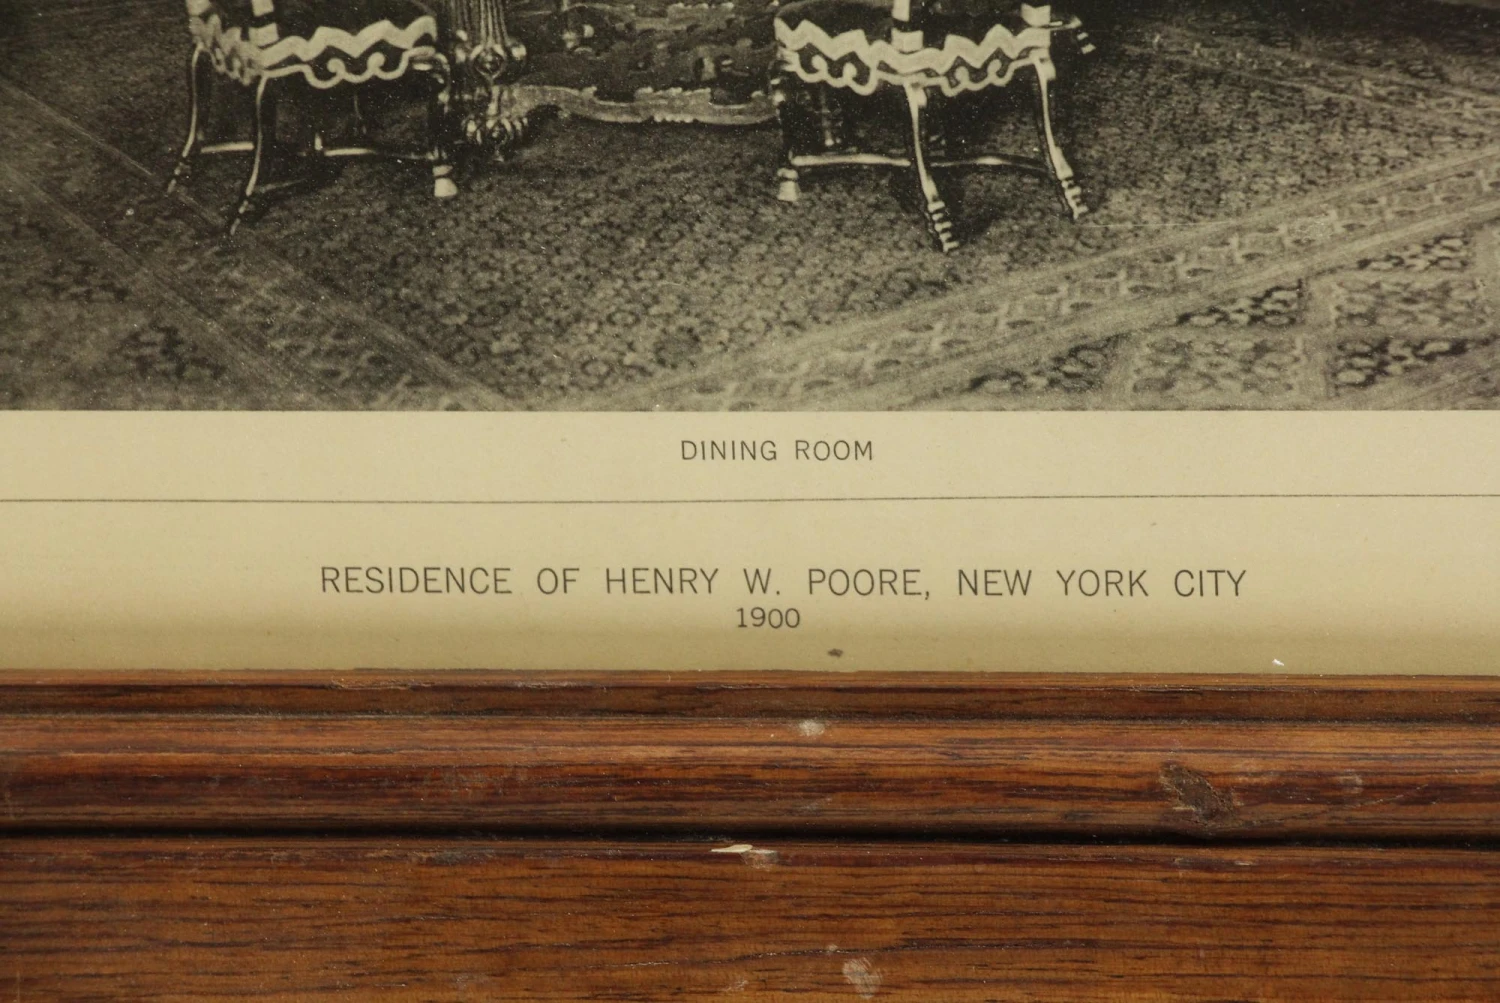 DINING ROOM
RESIDENCE OF HENRY W. POORE, NEW YORK CITY
1900